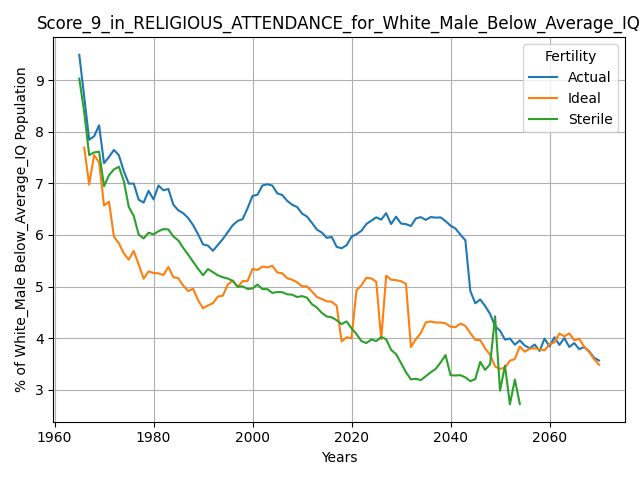 Score_9_in_RELIGIOUS_ATTENDANCE_for_White_Male_Below_Average_IQ
Fertility
Actual
Ideal
Sterile
% of White_Male Below_Average_IQ Population
9
8
7
6
5
4
3
1960
1980
2000
2020
2040
2060
Years